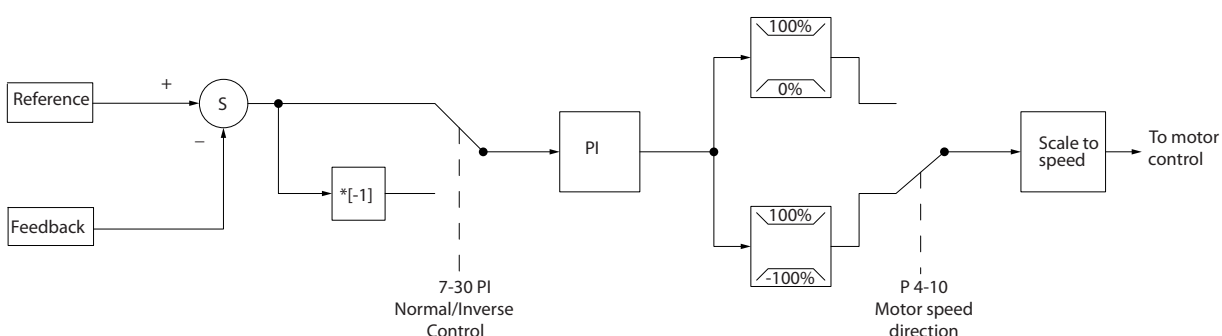 Reference
+
S
–
Feedback
*[-1]
7-30 PI
Normal/Inverse
Control
PI
100%
0%
100%
-100%
P 4-10
Motor speed
direction
Scale to
speed
To motor
control